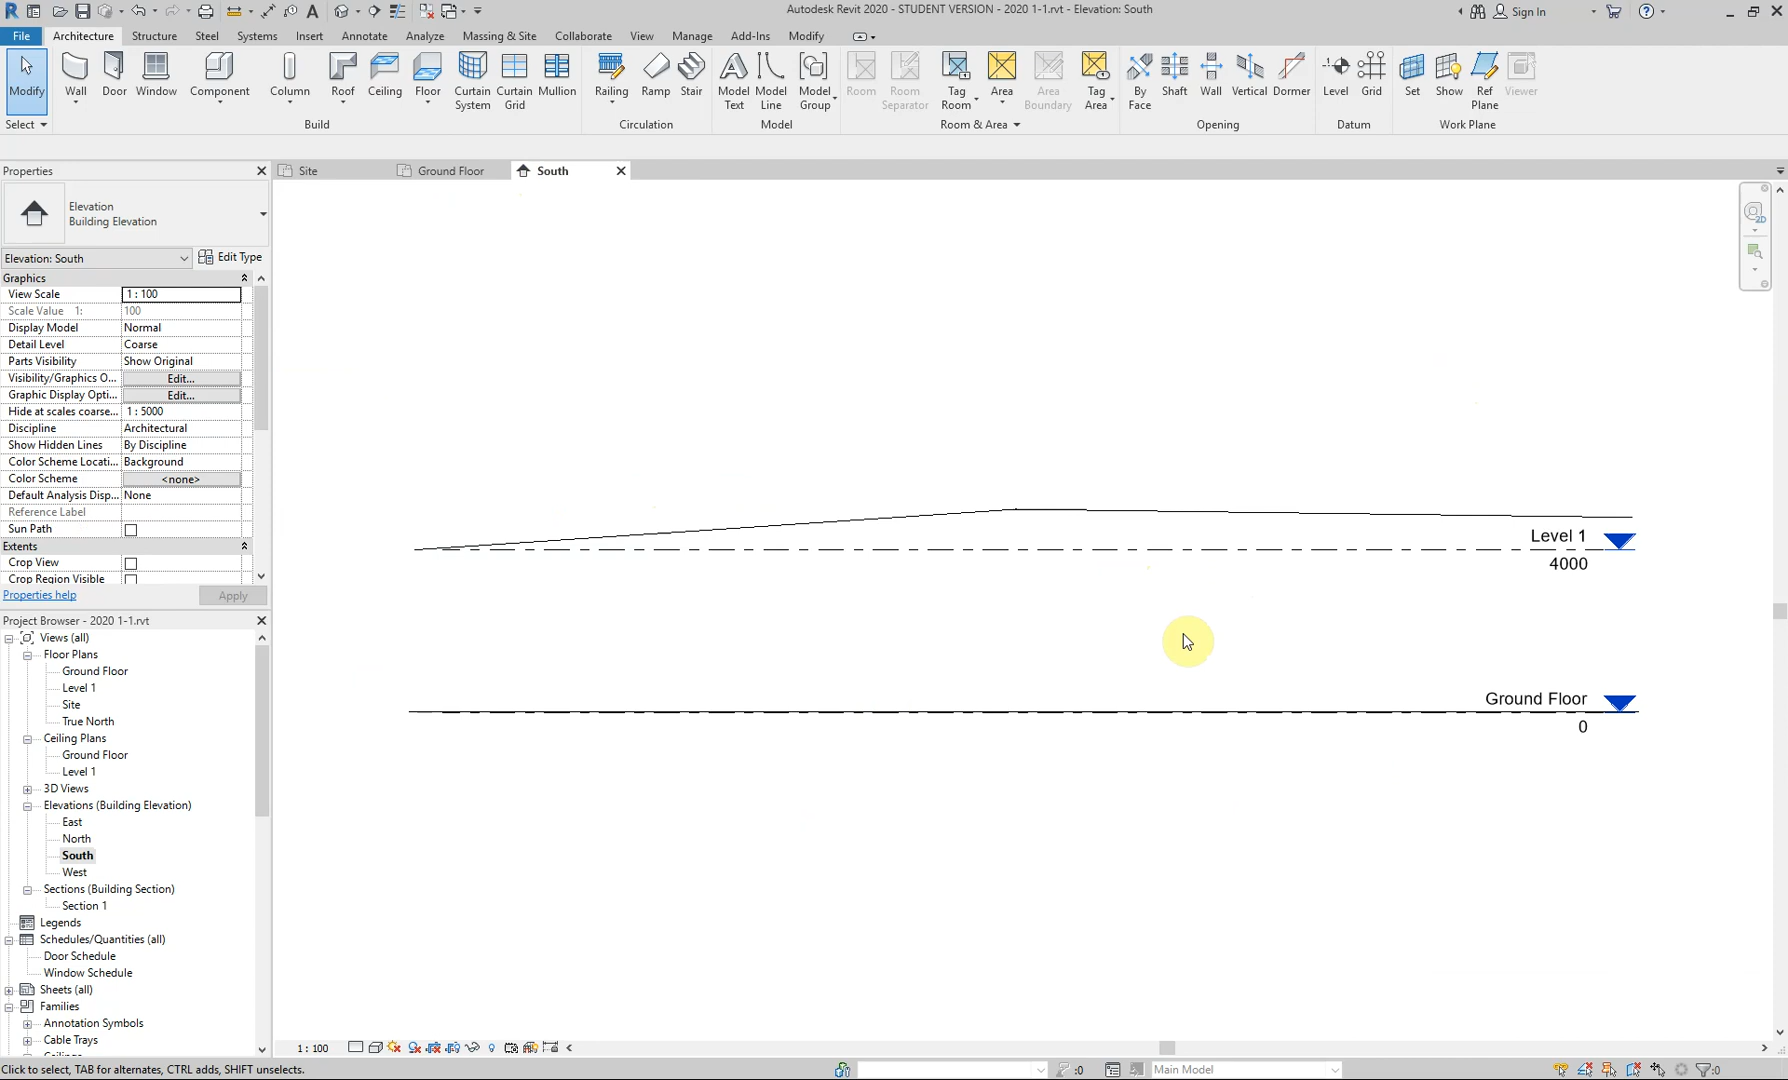 Autodesk Revit 2020 - STUDENT VERSION - 2020 1-1.rvt - Elevation: South
Sign In
File Architecture Structure Steel Systems Insert Annotate Analyze Massing & Site Collaborate View Manage Add-Ins Modify
Modify Wall Door Window Component Column Roof Ceiling Floor Curtain System Curtain Grid Mullion Railing Ramp Stair Model Text Model Line Model Group Room Room Separator Tag Room Area Area Boundary Tag Area By Face Shaft Wall Vertical Dormer Level Grid Set Show Ref Plane Viewer
Select Build Circulation Model Room & Area Opening Datum Work Plane
Properties
Site Ground Floor South
Elevation
Building Elevation
Elevation: South Edit Type
Graphics
View Scale 1 : 100
Scale Value 1: 100
Display Model Normal
Detail Level Coarse
Parts Visibility Show Original
Visibility/Graphics O... Edit...
Graphic Display Opti... Edit...
Hide at scales coarse... 1 : 5000
Discipline Architectural
Show Hidden Lines By Discipline
Color Scheme Locati... Background
Color Scheme <none>
Default Analysis Disp... None
Reference Label
Sun Path
Extents
Crop View
Crop Region Visible
Properties help Apply
Project Browser - 2020 1-1.rvt
Views (all)
Floor Plans
Ground Floor
Level 1
Site
True North
Ceiling Plans
Ground Floor
Level 1
3D Views
Elevations (Building Elevation)
East
North
South
West
Sections (Building Section)
Section 1
Legends
Schedules/Quantities (all)
Door Schedule
Window Schedule
Sheets (all)
Families
Annotation Symbols
Cable Trays
Ceilings
Level 1
4000
Ground Floor
0
2D
1 : 100
Click to select, TAB for alternates, CTRL adds, SHIFT unselects.
:0
Main Model
:0